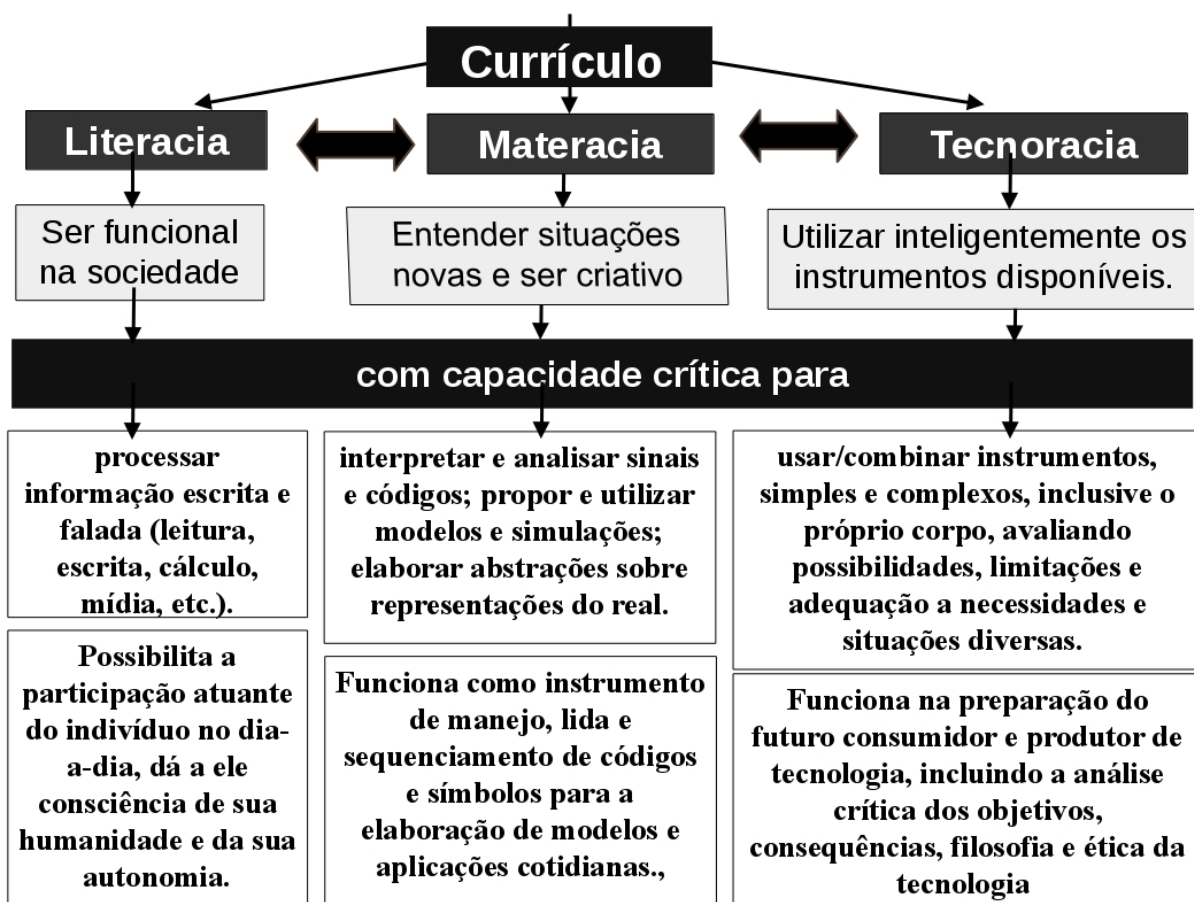 Currículo
Literacia
Materacia
Tecnoracia
Ser funcional
na sociedade
Entender situações
novas e ser criativo
Utilizar inteligentemente os
instrumentos disponíveis.
com capacidade crítica para
processar
informação escrita e
falada (leitura,
escrita, cálculo,
mídia, etc.).
interpretar e analisar sinais
e códigos; propor e utilizar
modelos e simulações;
elaborar abstrações sobre
representações do real.
usar/combinar instrumentos,
simples e complexos, inclusive o
próprio corpo, avaliando
possibilidades, limitações e
adequação a necessidades e
situações diversas.
Possibilita a
participação atuante
do indivíduo no dia-
a-dia, dá a ele
consciência de sua
humanidade e da sua
autonomia.
Funciona como instrumento
de manejo, lida e
sequenciamento de códigos
e símbolos para a
elaboração de modelos e
aplicações cotidianas.,
Funciona na preparação do
futuro consumidor e produtor de
tecnologia, incluindo a análise
crítica dos objetivos,
consequências, filosofia e ética da
tecnologia